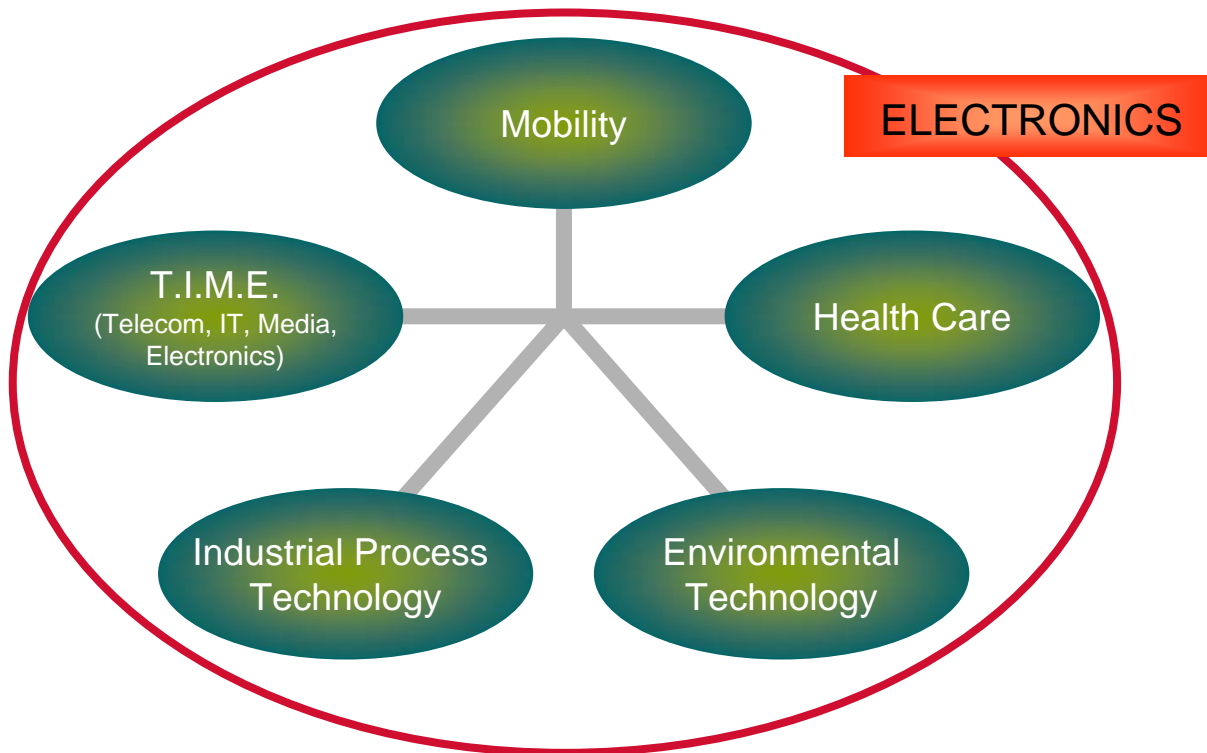 Mobility
ELECTRONICS
T.I.M.E.
(Telecom, IT, Media,
Electronics)
Health Care
Industrial Process
Technology
Environmental
Technology